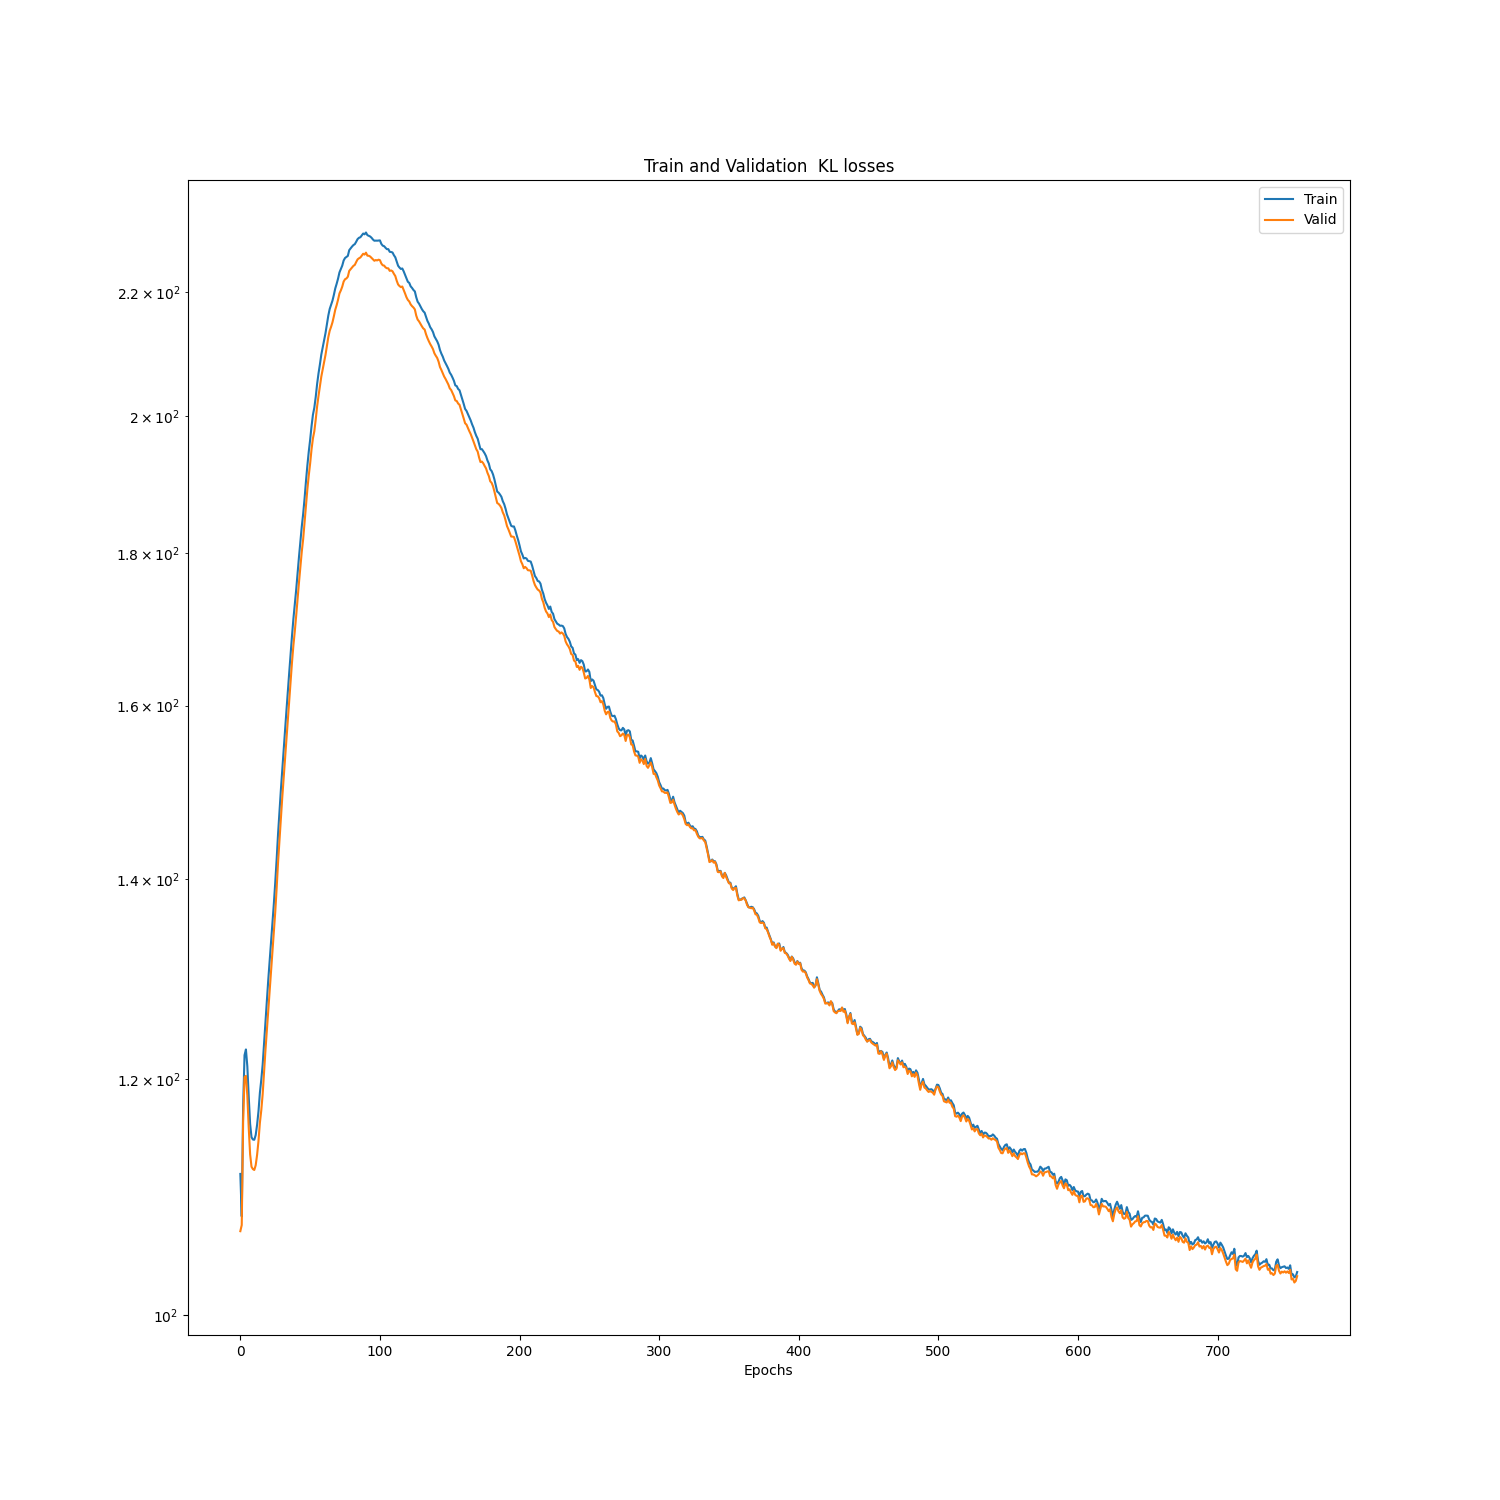 Train and Validation  KL losses
Train
Valid
2.2 × 10²
2 × 10²
1.8 × 10²
1.6 × 10²
1.4 × 10²
1.2 × 10²
10²
0 100 200 300 400 500 600 700
Epochs